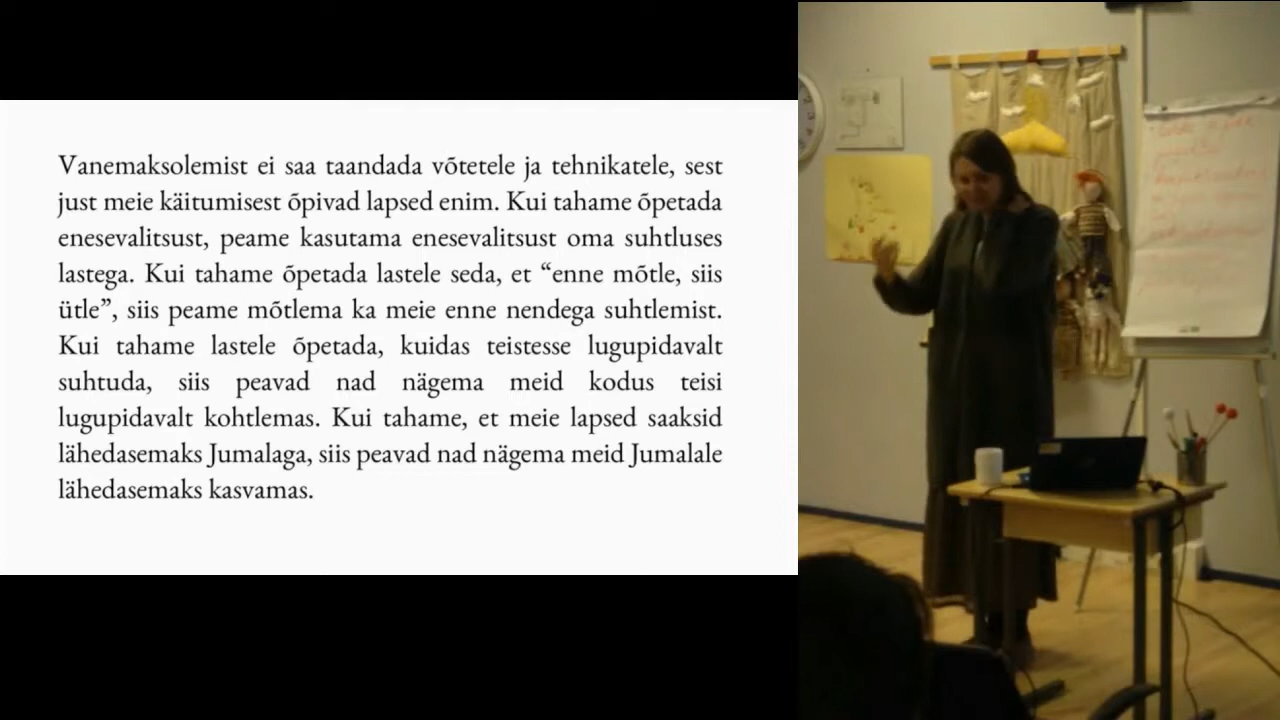 Vanemaksolemist ei saa taandada võtetele ja tehnikatele, sest
just meie käitumisest õpivad lapsed enim. Kui tahame õpetada
enesevalitsust, peame kasutama enesevalitsust oma suhtluses
lastega. Kui tahame õpetada lastele seda, et “enne mõtle, siis
ütle”, siis peame mõtlema ka meie enne nendega suhtlemist.
Kui tahame lastele õpetada, kuidas teistesse lugupidavalt
suhtuda, siis peavad nad nägema meid kodus teisi
lugupidavalt kohtlemas. Kui tahame, et meie lapsed saaksid
lähedasemaks Jumalaga, siis peavad nad nägema meid Jumalale
lähedasemaks kasvamas.